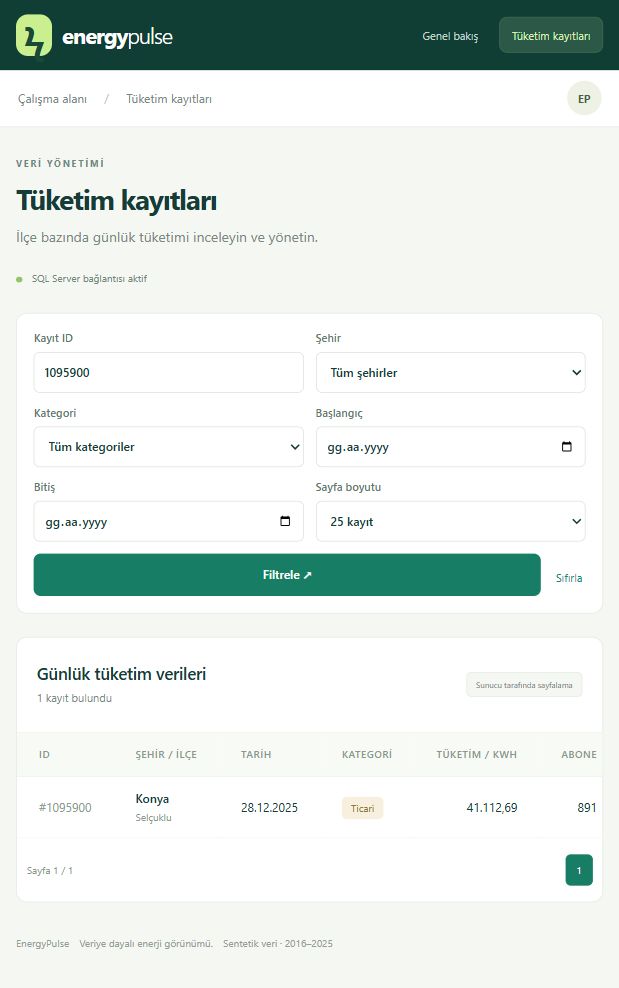 energypulse
Genel bakış
Tüketim kayıtları
Çalışma alanı / Tüketim kayıtları
EP
VERİ YÖNETİMİ
Tüketim kayıtları
İlçe bazında günlük tüketimi inceleyin ve yönetin.
SQL Server bağlantısı aktif
Kayıt ID
Şehir
1095900
Tüm şehirler
Kategori
Başlangıç
Tüm kategoriler
gg.aa.yyyy
Bitiş
Sayfa boyutu
gg.aa.yyyy
25 kayıt
Filtrele ↗
Sıfırla
Günlük tüketim verileri
1 kayıt bulundu
Sunucu tarafında sayfalama
ID ŞEHİR / İLÇE TARİH KATEGORİ TÜKETİM / KWH ABONE
#1095900 Konya 28.12.2025 Ticari 41.112,69 891
Selçuklu
Sayfa 1 / 1
1
EnergyPulse Veriye dayalı enerji görünümü. Sentetik veri · 2016–2025